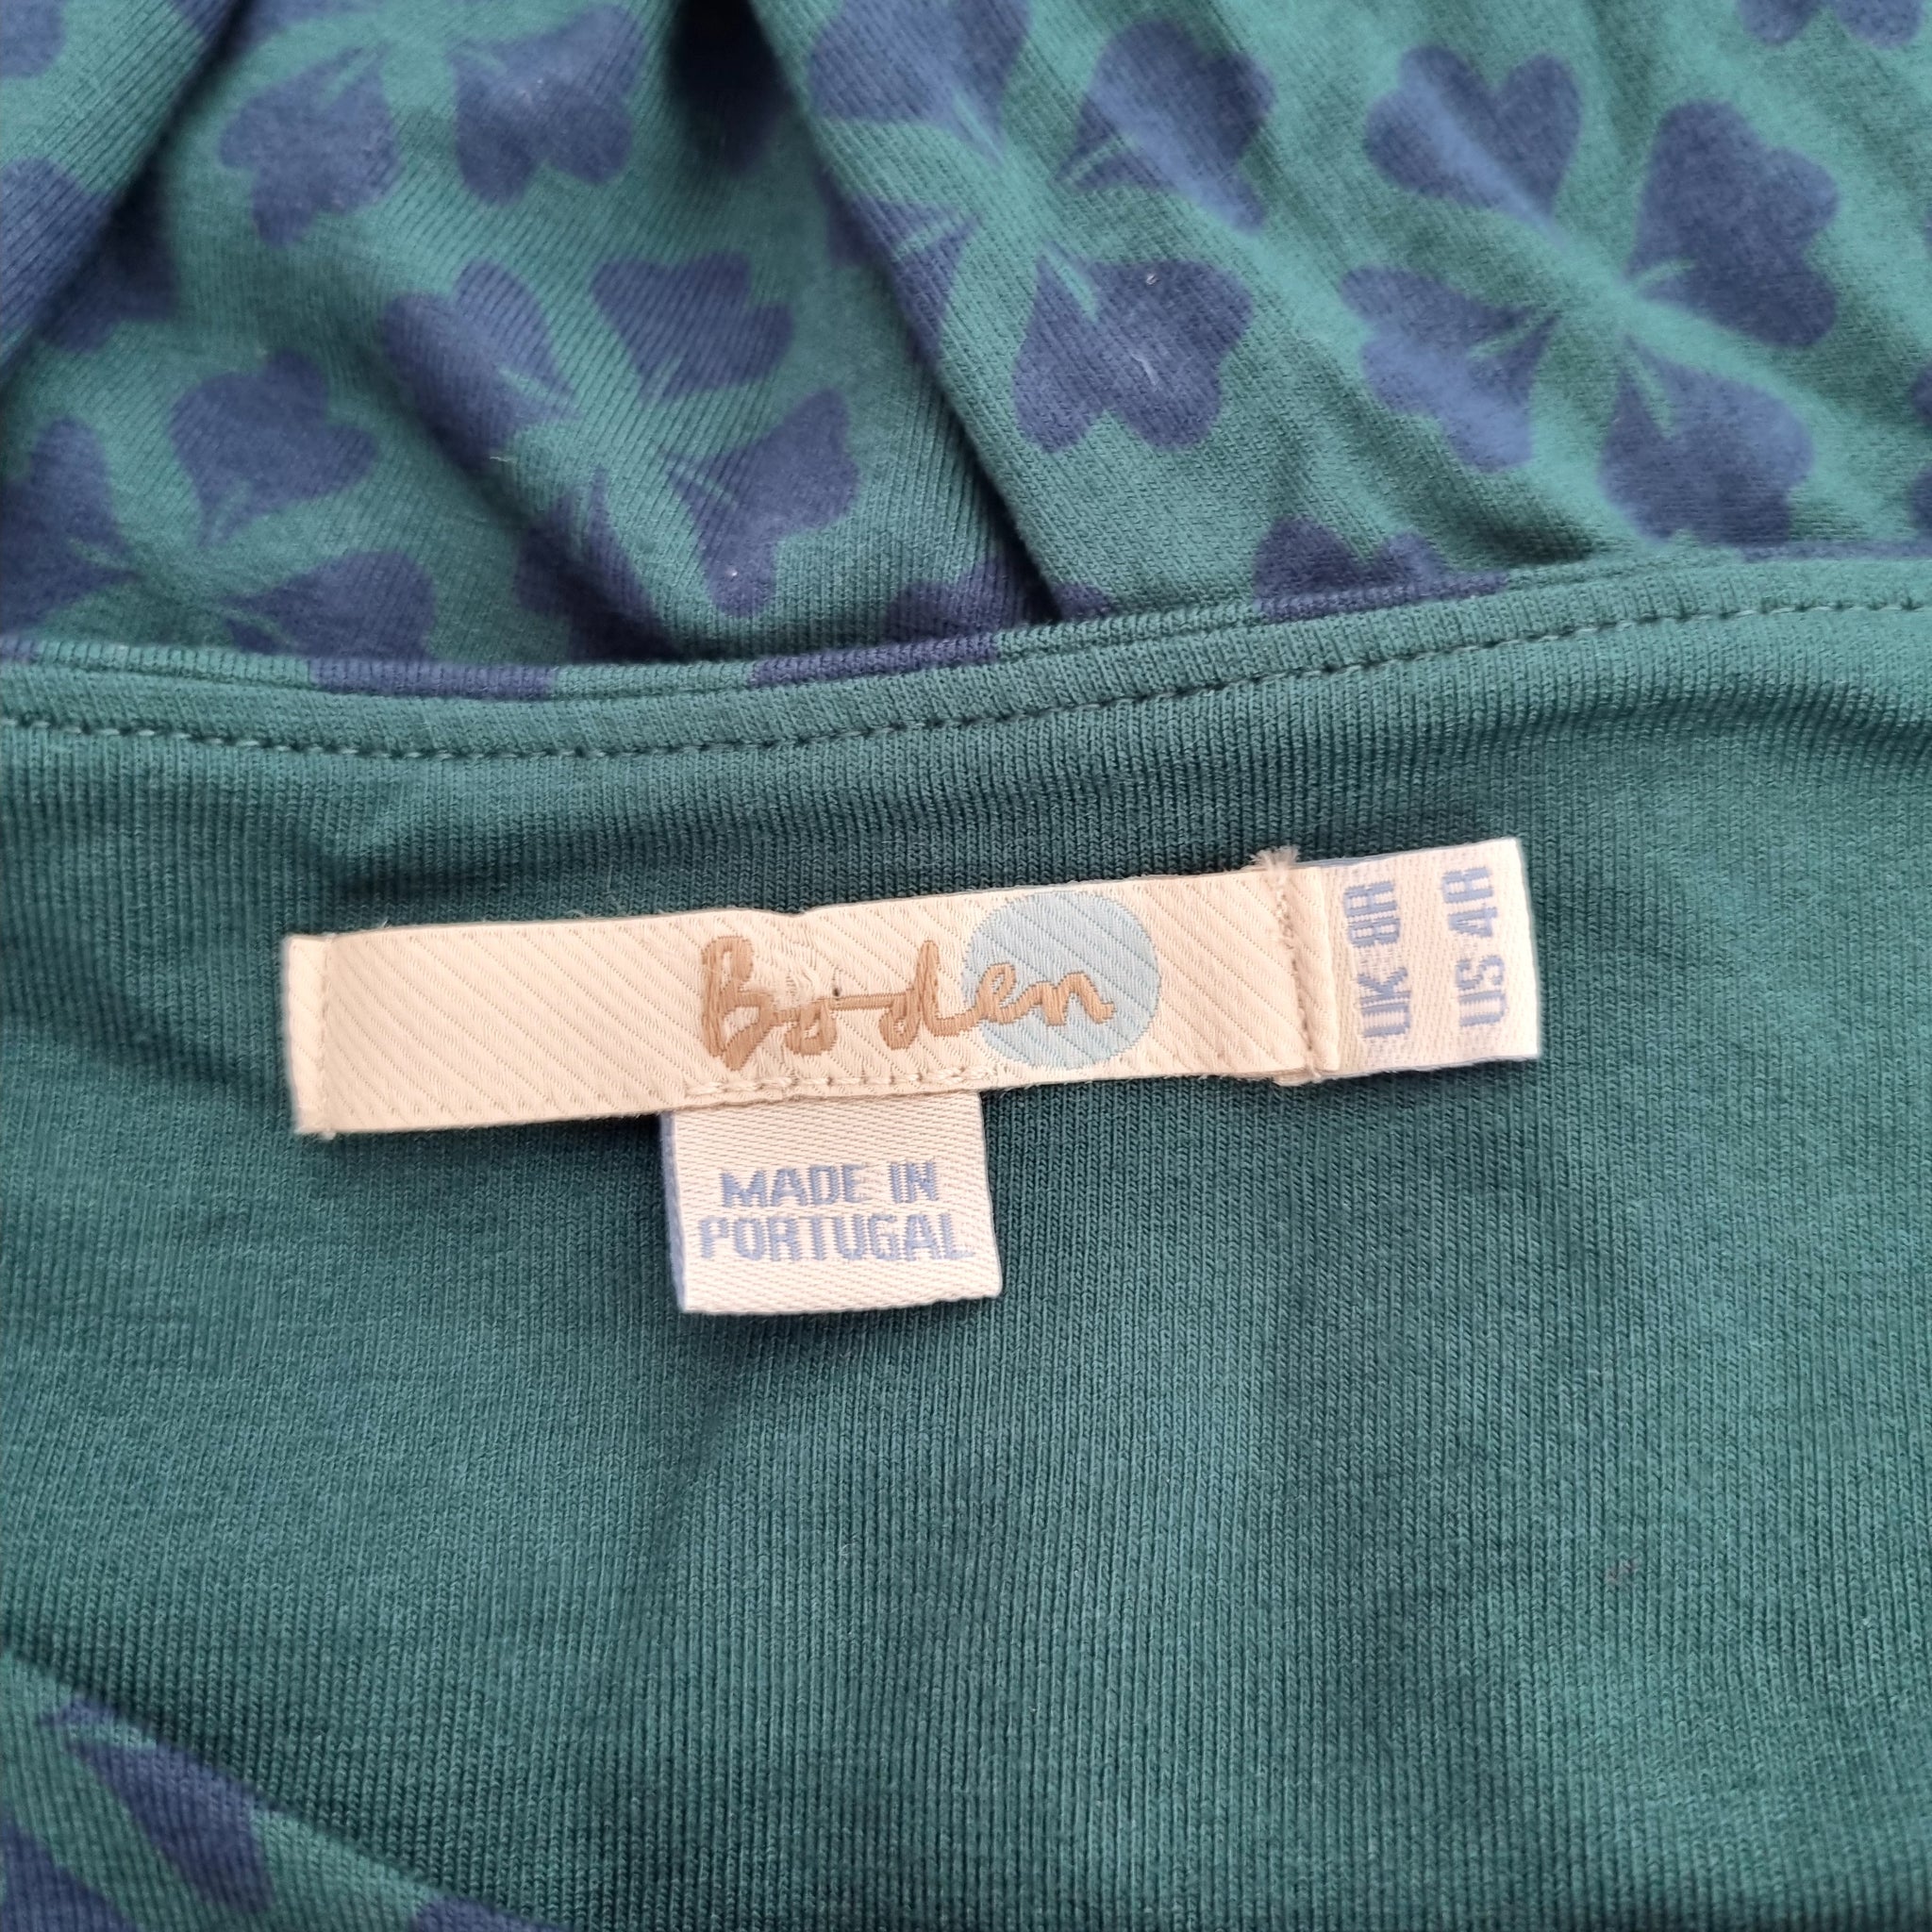 Boden
UK 8R
US 4R
MADE IN
PORTUGAL